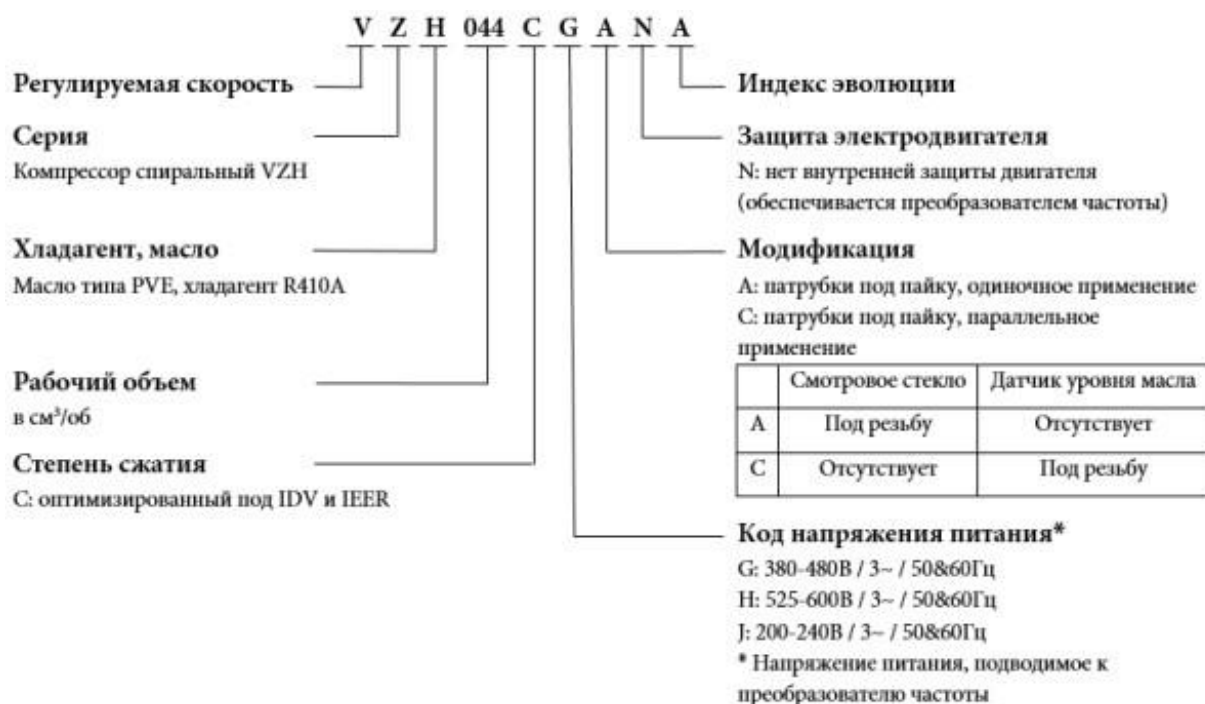 V Z H 044 C G A N A
Регулируемая скорость
Серия
Компрессор спиральный VZH
Хладагент, масло
Масло типа PVE, хладагент R410A
Рабочий объем
в см³/об
Степень сжатия
C: оптимизированный под IDV и IEER
Индекс эволюции
Защита электродвигателя
N: нет внутренней защиты двигателя
(обеспечивается преобразователем частоты)
Модификация
A: патрубки под пайку, одиночное применение
C: патрубки под пайку, параллельное
применение
Смотровое стекло Датчик уровня масла
A Под резьбу Отсутствует
C Отсутствует Под резьбу
Код напряжения питания*
G: 380-480В / 3~ / 50&60Гц
H: 525-600В / 3~ / 50&60Гц
J: 200-240В / 3~ / 50&60Гц
* Напряжение питания, подводимое к
преобразователю частоты